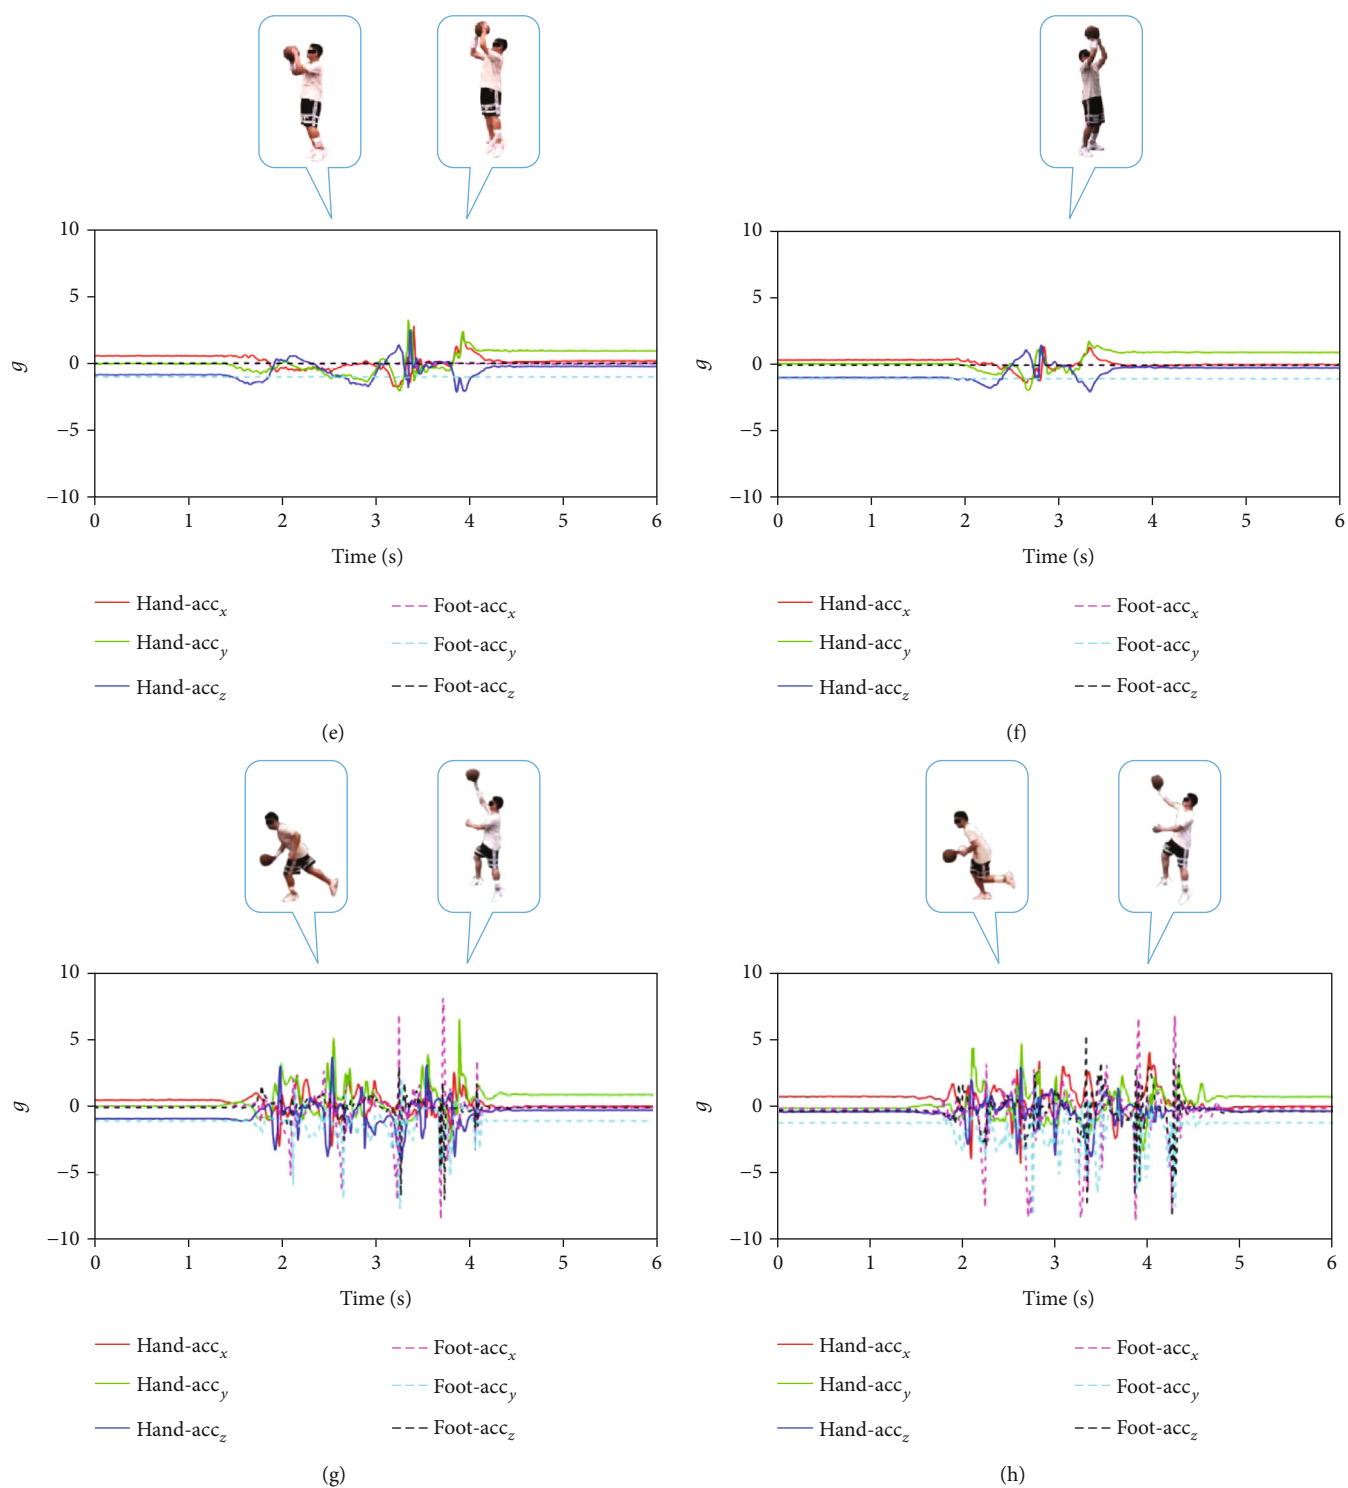 10
5
0
−5
−10
g
0 1 2 3 4 5 6
Time (s)
Hand-accx
Hand-accy
Hand-accz
Foot-accx
Foot-accy
Foot-accz
(e)
10
5
0
−5
−10
g
0 1 2 3 4 5 6
Time (s)
Hand-accx
Hand-accy
Hand-accz
Foot-accx
Foot-accy
Foot-accz
(f)
10
5
0
−5
−10
g
0 1 2 3 4 5 6
Time (s)
Hand-accx
Hand-accy
Hand-accz
Foot-accx
Foot-accy
Foot-accz
(g)
10
5
0
−5
−10
g
0 1 2 3 4 5 6
Time (s)
Hand-accx
Hand-accy
Hand-accz
Foot-accx
Foot-accy
Foot-accz
(h)